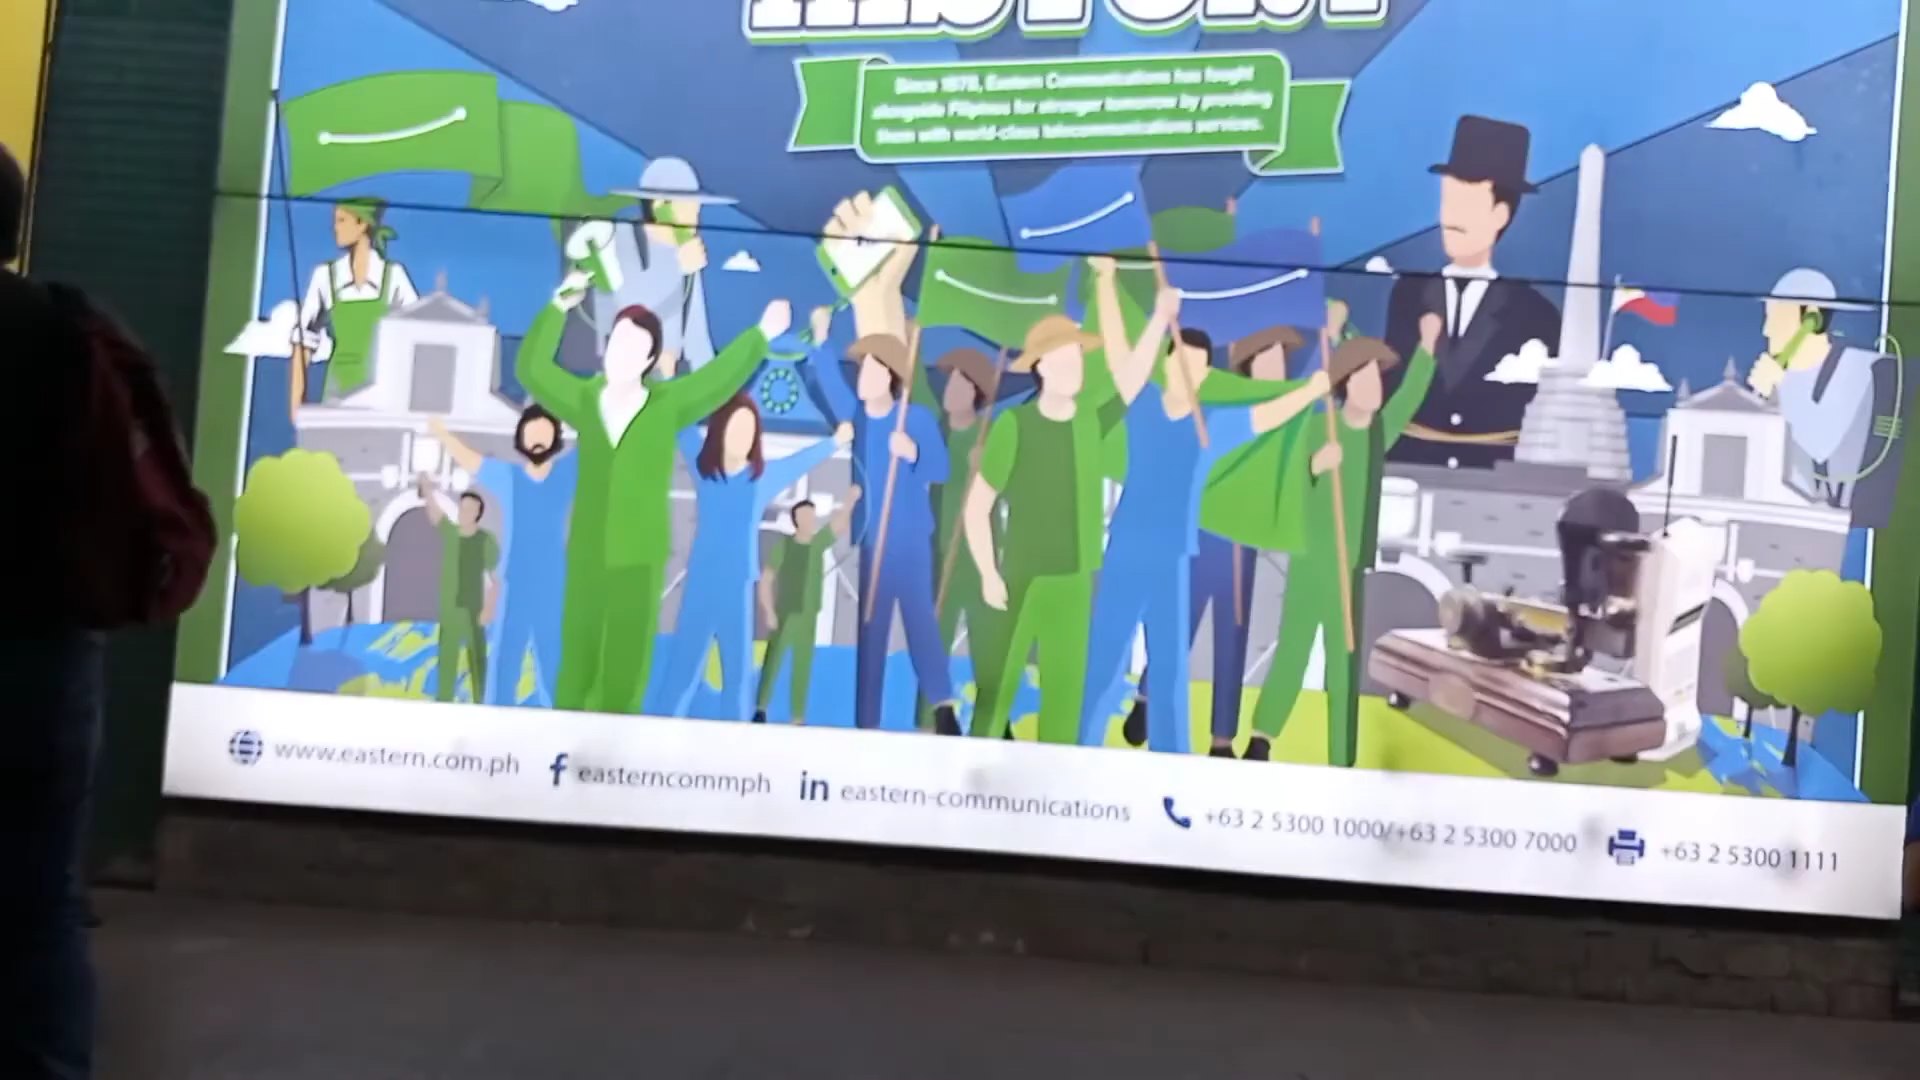 HISTORY
Since 1878, Eastern Communications has fought
alongside Filipinos for stronger tomorrow by providing
them with world-class telecommunications services.
www.eastern.com.ph easterncommph eastern-communications +63 2 5300 1000/+63 2 5300 7000 +63 2 5300 1111